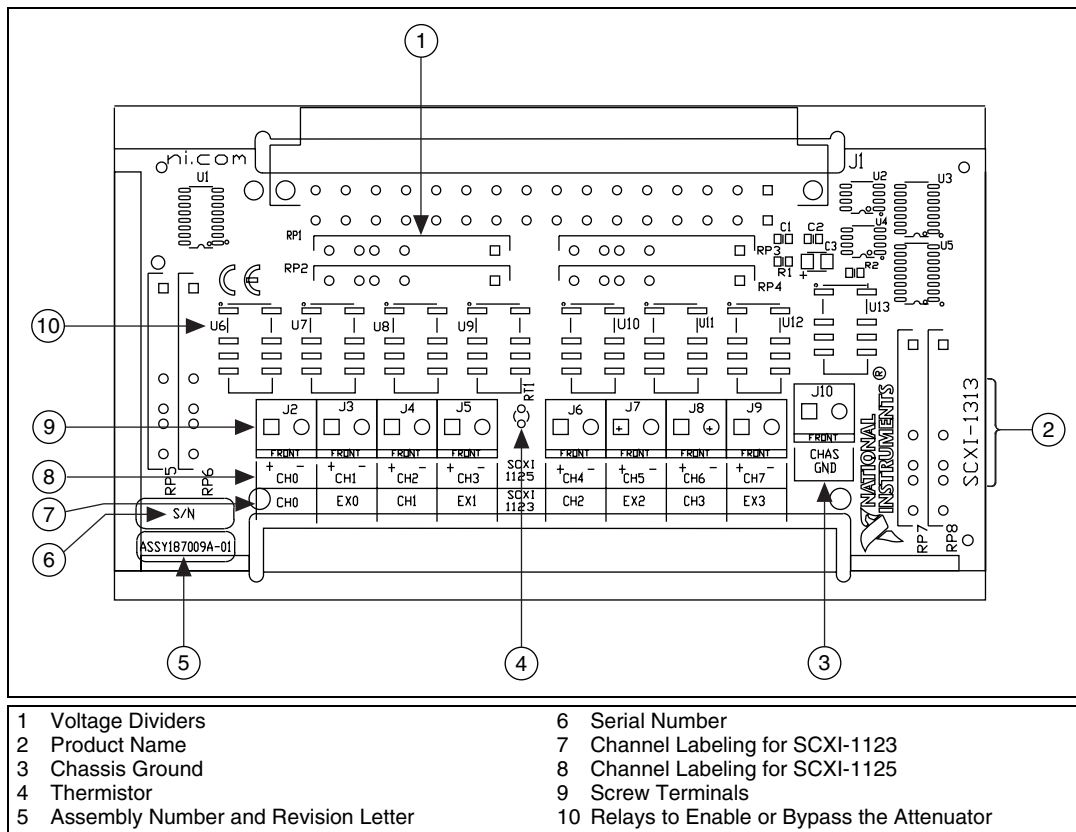 1
ni.com
J1
U1
U2
U3
U4
U5
C1
C2
C3
R1
R2
+
RP1
RP2
RP3
RP4
CE
10
U6
U7
U8
U9
U10
U11
U12
U13
RT1
J2
J3
J4
J5
J6
J7
J8
J9
J10
9
FRONT FRONT FRONT FRONT FRONT FRONT FRONT FRONT FRONT
8
+ CH0 - + CH1 - + CH2 - + CH3 - SCXI 1125 + CH4 - + CH5 - + CH6 - + CH7 -
7
CH0 EX0 CH1 EX1 SCXI 1123 CH2 EX2 CH3 EX3
CHAS
GND
NATIONAL
INSTRUMENTS®
SCXI-1313
2
RP5
RP6
RP7
RP8
6
S/N
ASSY187009A-01
5
4
3
1 Voltage Dividers
2 Product Name
3 Chassis Ground
4 Thermistor
5 Assembly Number and Revision Letter
6 Serial Number
7 Channel Labeling for SCXI-1123
8 Channel Labeling for SCXI-1125
9 Screw Terminals
10 Relays to Enable or Bypass the Attenuator